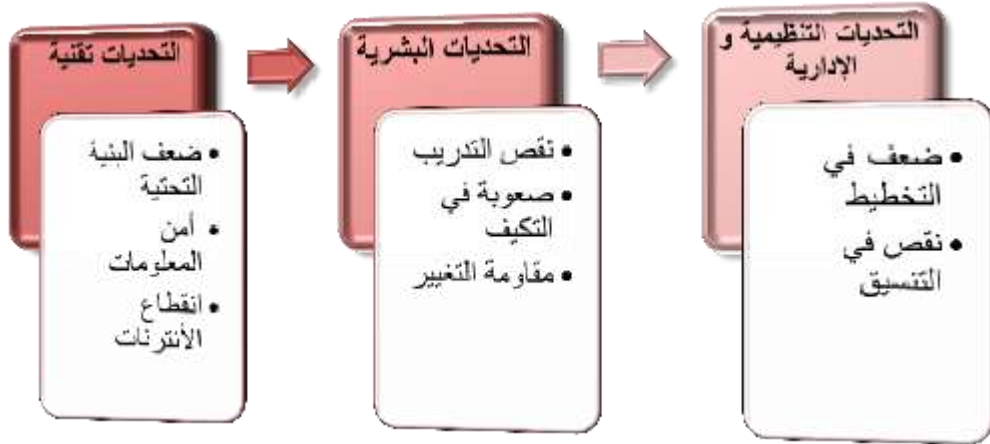 التحديات تقنية
• ضعف البنية
التحتية
• أمن
المعلومات
• انقطاع
الأنترنات
التحديات البشرية
• نقص التدريب
• صعوبة في
التكيف
• مقاومة التغيير
التحديات التنظيمية و
الإدارية
• ضعف في
التخطيط
• نقص في
التنسيق